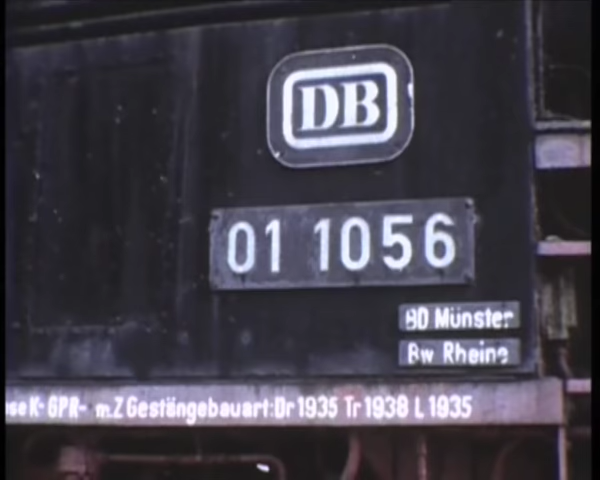 DB
01 1056
BD Münster
Bw Rheine
K-GPR- m.Z Gestängebauart: Dr 1935 Tr 1938 L 1935